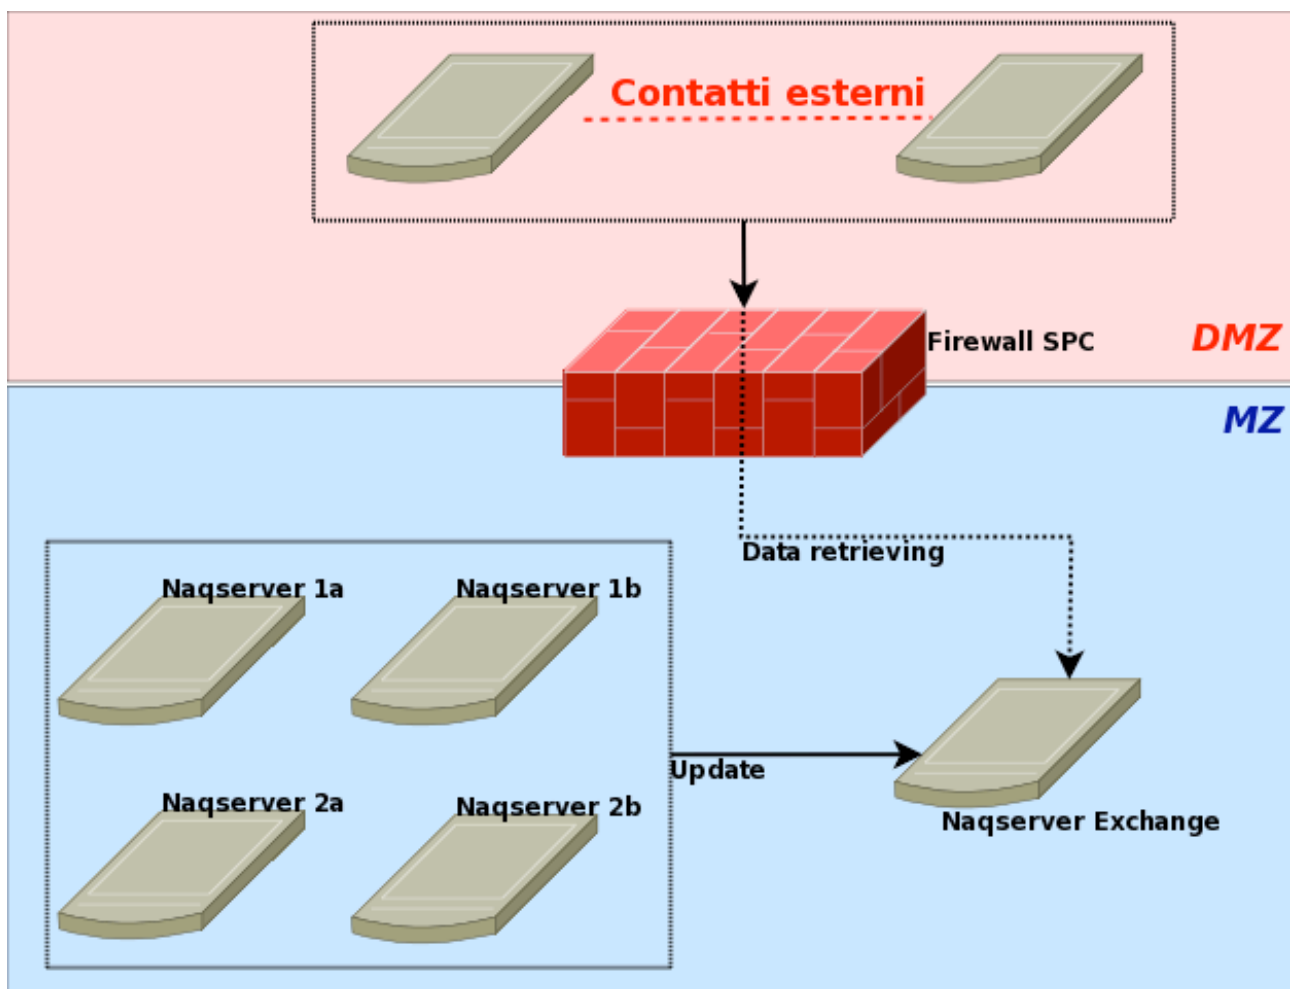 Contatti esterni
Firewall SPC
DMZ
MZ
Data retrieving
Naqserver 1a
Naqserver 1b
Update
Naqserver 2a
Naqserver 2b
Naqserver Exchange